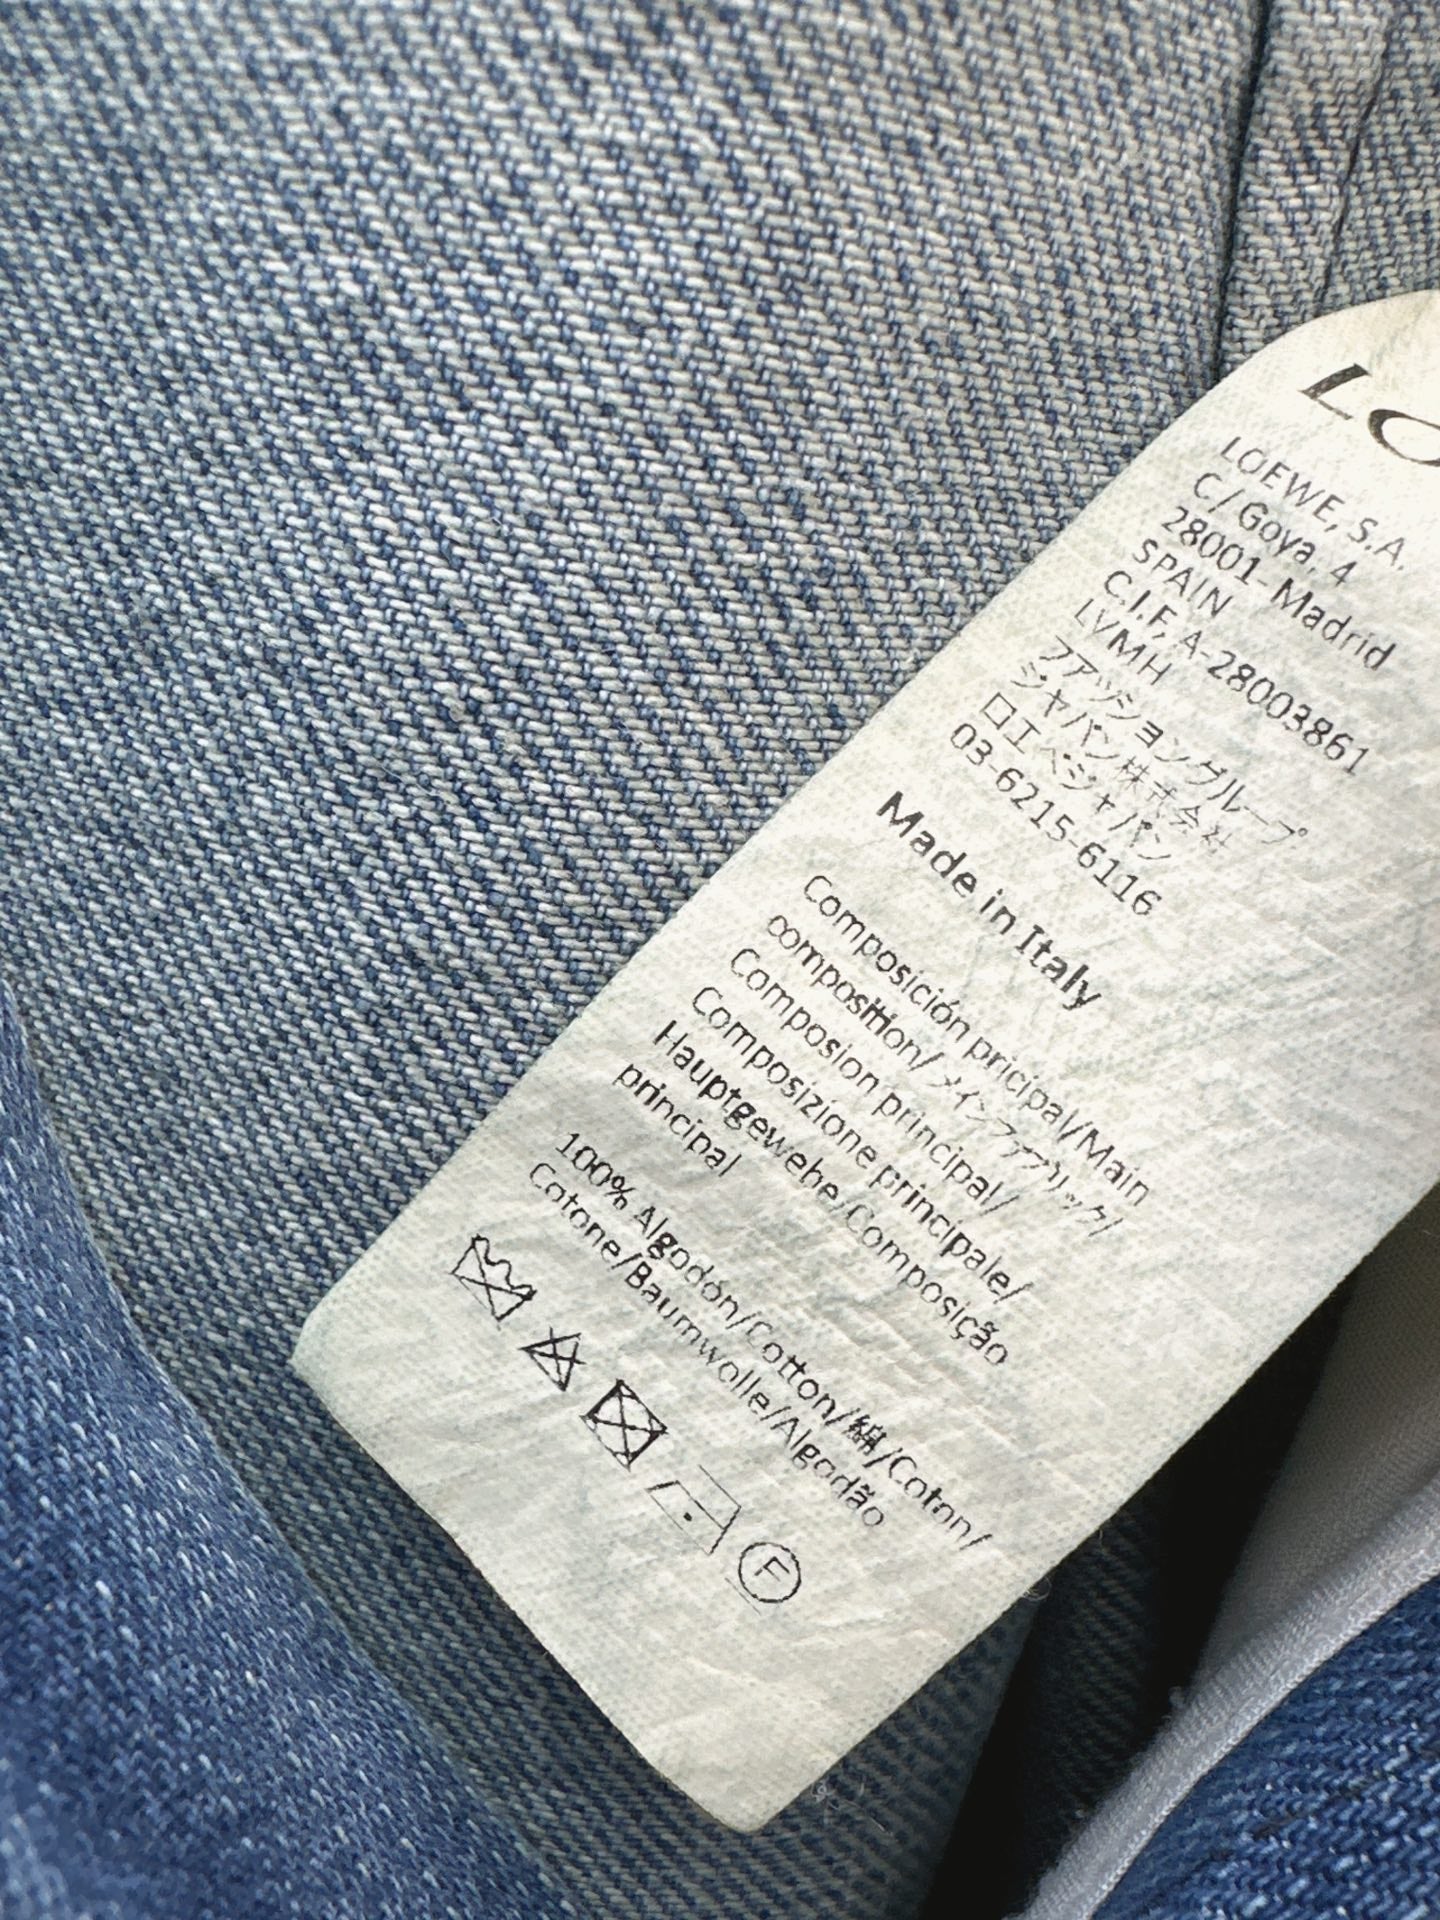 LO
LOEWE, S.A.
C/ Goya, 4
28001- Madrid
SPAIN
C.I.F, A-28003861
LVMH
ファッショングループ
ジャパン株式会社
ロエベジャパン
03-6215-6116
Made in Italy
Composición pricipal/Main
composition/メインファブリック/
Composion principal/
Composizione principale/
Hauptgewebe/Composição
principal
100% Algodón/Cotton/綿/Coton/
Cotone/Baumwolle/Algodão
F